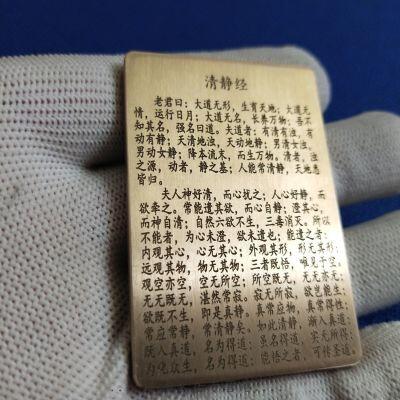 清静经
老君曰：大道无形，生育天地；大道无
情，运行日月；大道无名，长养万物；吾不
知其名，强名曰道。夫道者：有清有浊，有
动有静；天清地浊，天动地静；男清女浊，
男动女静；降本流末，而生万物。清者，浊
之源，动者，静之基；人能常清静，天地悉
皆归。
夫人神好清，而心扰之；人心好静，而
欲牵之。常能遣其欲，而心自静；澄其心，
而神自清；自然六欲不生，三毒消灭。所以
不能者，为心未澄，欲未遣也；能遣之者：
内观其心，心无其心；外观其形，形无其形；
远观其物，物无其物；三者既悟，唯见于空。
观空亦空，空无所空；所空既无，无无亦无；
无无既无，湛然常寂。寂无所寂，欲岂能生；
欲既不生，即是真静。真常应物，真常得性；
常应常静，常清静矣。如此清静，渐入真道；
既入真道，名为得道；虽名得道，实无所得；
为化众生，名为得道；能悟之者，可传圣道。